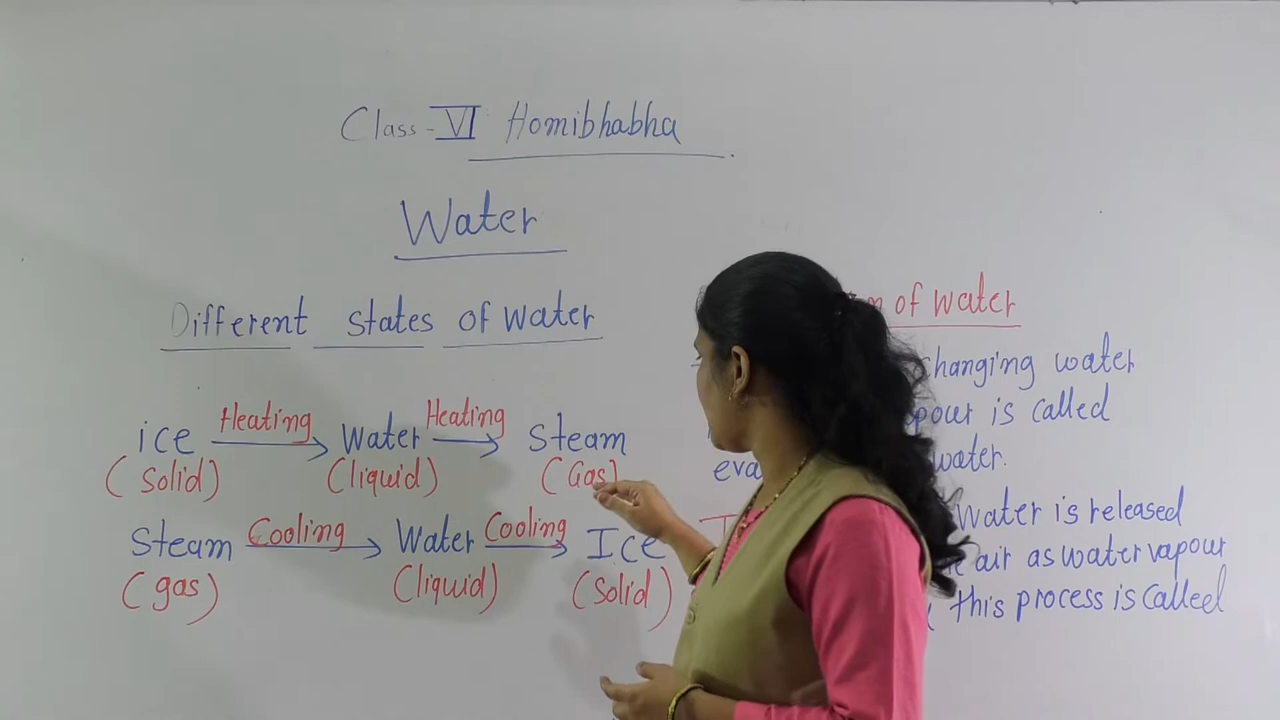 Class-VI Homibhabha
Water
Different states of water
ice Heating Water Heating Steam
(Solid) (liquid) (Gas)
Steam Cooling Water Cooling Ice
(gas) (liquid) (Solid)
of water
changing water
is called
water.
Water is released
air as water vapour
this process is called